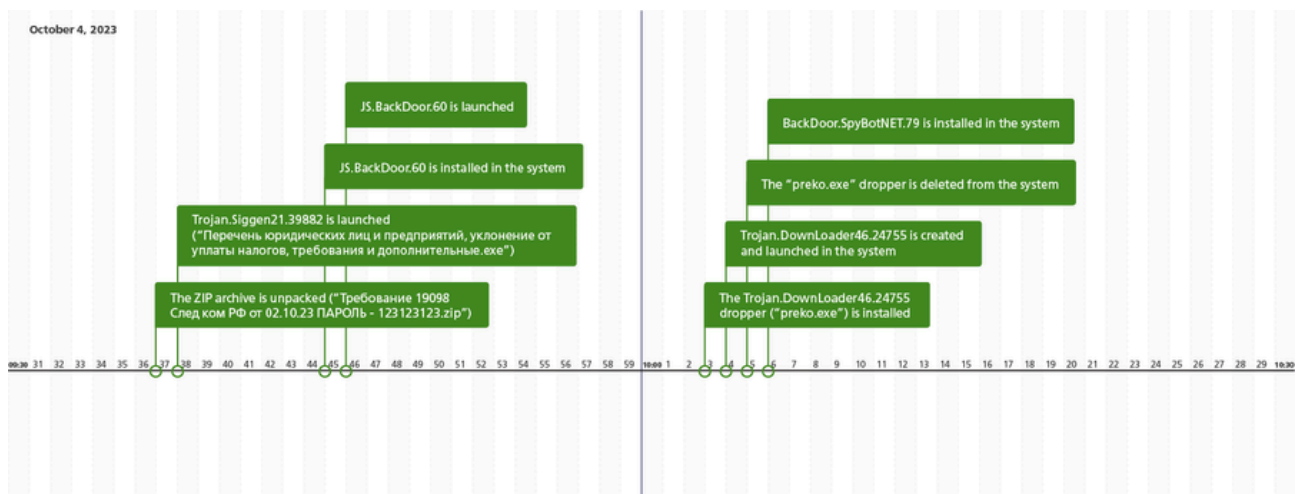 October 4, 2023
JS.BackDoor.60 is launched
JS.BackDoor.60 is installed in the system
Trojan.Siggen21.39882 is launched
("Перечень юридических лиц и предприятий, уклонение от
уплаты налогов, требования и дополнительные.exe")
The ZIP archive is unpacked ("Требование 19098
След ком РФ от 02.10.23 ПАРОЛЬ - 123123123.zip")
BackDoor.SpyBotNET.79 is installed in the system
The "preko.exe" dropper is deleted from the system
Trojan.DownLoader46.24755 is created
and launched in the system
The Trojan.DownLoader46.24755
dropper ("preko.exe") is installed
09:30 31 32 33 34 35 36 37 38 39 40 41 42 43 44 45 46 47 48 49 50 51 52 53 54 55 56 57 58 59 10:00 1 2 3 4 5 6 7 8 9 10 11 12 13 14 15 16 17 18 19 20 21 22 23 24 25 26 27 28 29 10:30